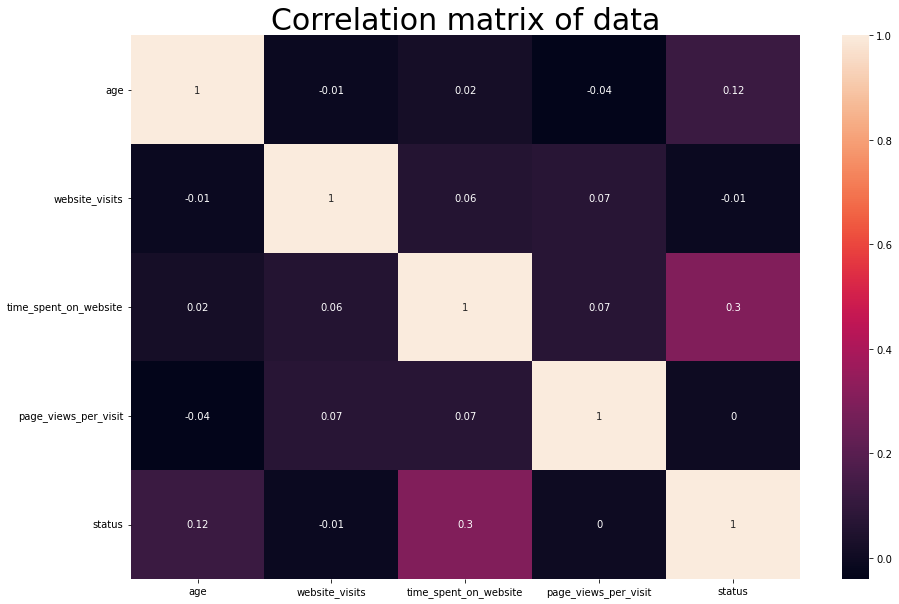 Correlation matrix of data
age 1 -0.01 0.02 -0.04 0.12
website_visits -0.01 1 0.06 0.07 -0.01
time_spent_on_website 0.02 0.06 1 0.07 0.3
page_views_per_visit -0.04 0.07 0.07 1 0
status 0.12 -0.01 0.3 0 1
age website_visits time_spent_on_website page_views_per_visit status
1.0
0.8
0.6
0.4
0.2
0.0